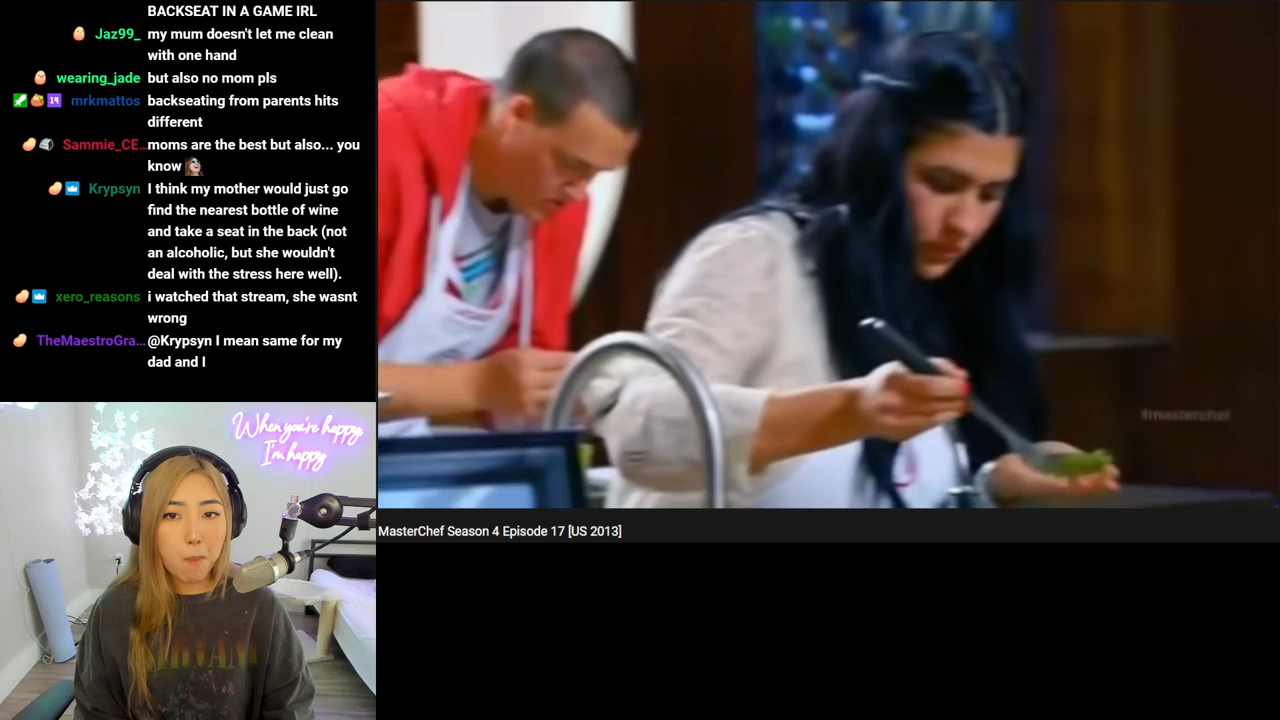 BACKSEAT IN A GAME IRL
Jaz99_ my mum doesn't let me clean
with one hand
wearing_jade but also no mom pls
19 mrkmattos backseating from parents hits
different
Sammie_CE... moms are the best but also... you
know
Krypsyn I think my mother would just go
find the nearest bottle of wine
and take a seat in the back (not
an alcoholic, but she wouldn't
deal with the stress here well).
xero_reasons i watched that stream, she wasnt
wrong
TheMaestroGra... @Krypsyn I mean same for my
dad and I
#masterchef
MasterChef Season 4 Episode 17 [US 2013]
When you're happy,
I'm happy
NIRVANA